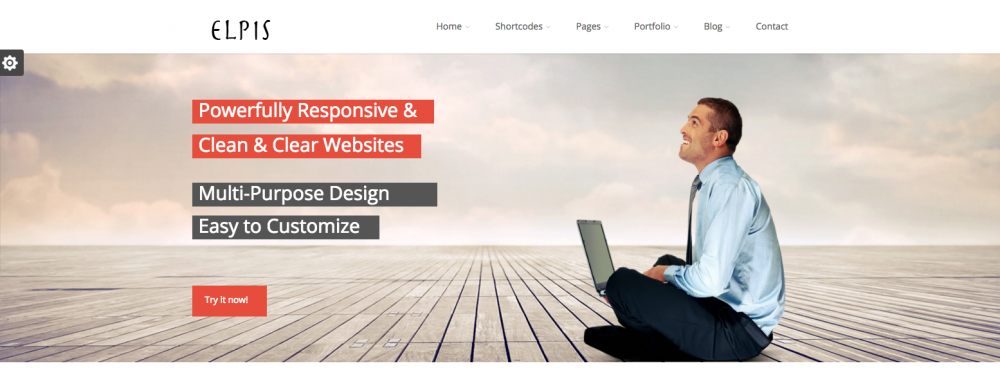 ELPIS
Home
Shortcodes
Pages
Portfolio
Blog
Contact
Powerfully Responsive &
Clean & Clear Websites
Multi-Purpose Design
Easy to Customize
Try it now!